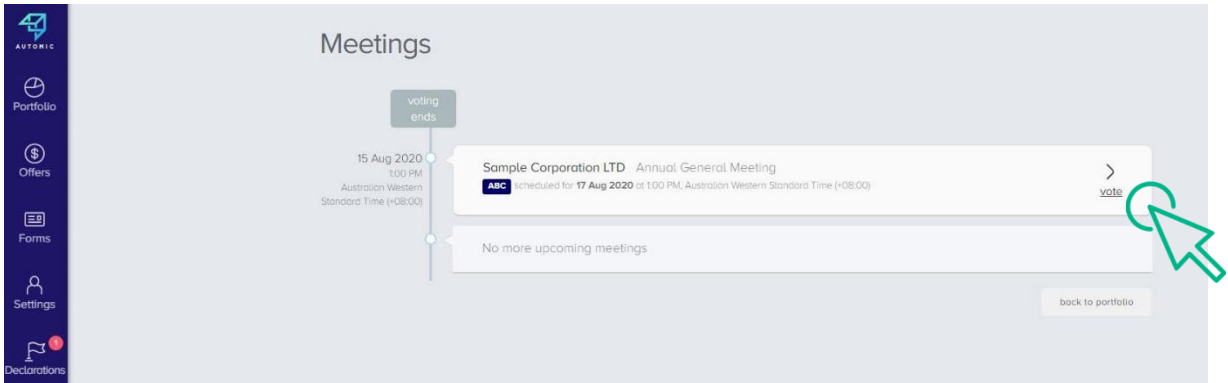 AUTOMIC
Portfolio
Offers
Forms
Settings
1
Declarations
Meetings
voting
ends
15 Aug 2020
1:00 PM
Australian Western
Standard Time (+08:00)
Sample Corporation LTD Annual General Meeting
ABC scheduled for 17 Aug 2020 at 1:00 PM, Australian Western Standard Time (+08:00)
vote
No more upcoming meetings
back to portfolio